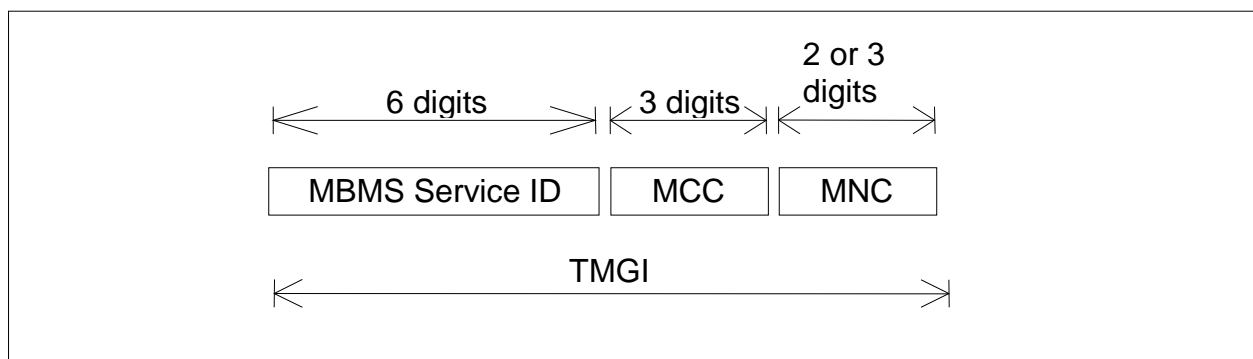 2 or 3
digits
6 digits
3 digits
MBMS Service ID
MCC
MNC
TMGI